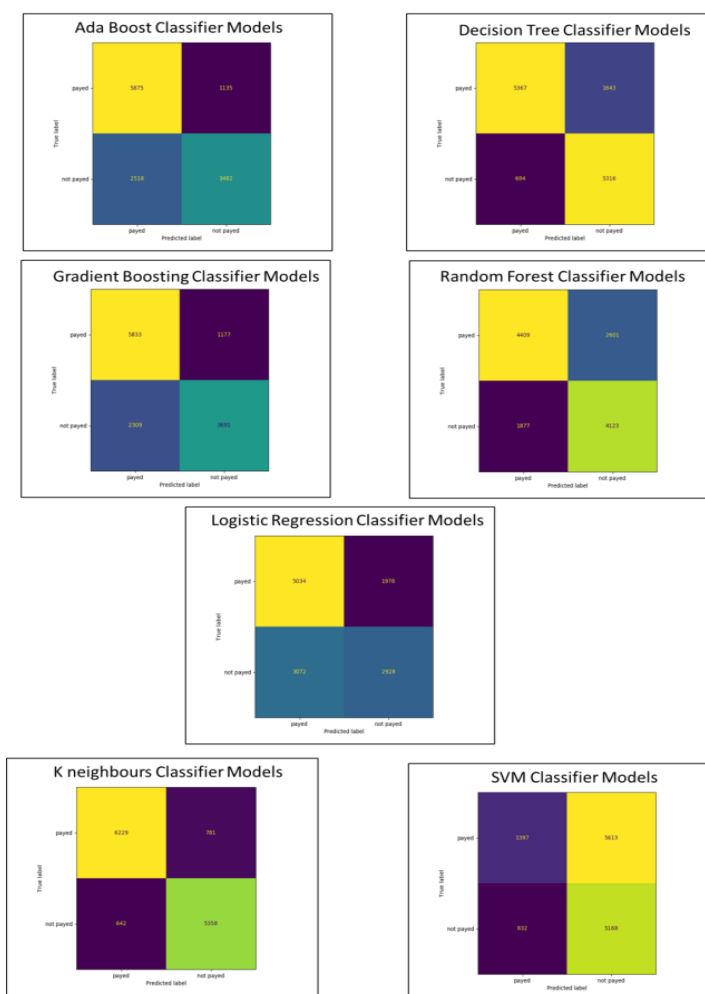 Ada Boost Classifier Models
payed
5875
1135
True label
not payed
2518
3482
payed
not payed
Predicted label
Decision Tree Classifier Models
payed
5367
1643
True label
not payed
684
5316
payed
not payed
Predicted label
Gradient Boosting Classifier Models
payed
5833
1177
True label
not payed
2309
3691
payed
not payed
Predicted label
Random Forest Classifier Models
payed
4409
2601
True label
not payed
1877
4123
payed
not payed
Predicted label
Logistic Regression Classifier Models
payed
5034
1976
True label
not payed
3072
2928
payed
not payed
Predicted label
K neighbours Classifier Models
payed
6229
781
True label
not payed
642
5358
payed
not payed
Predicted label
SVM Classifier Models
payed
1397
5613
True label
not payed
832
5168
payed
not payed
Predicted label